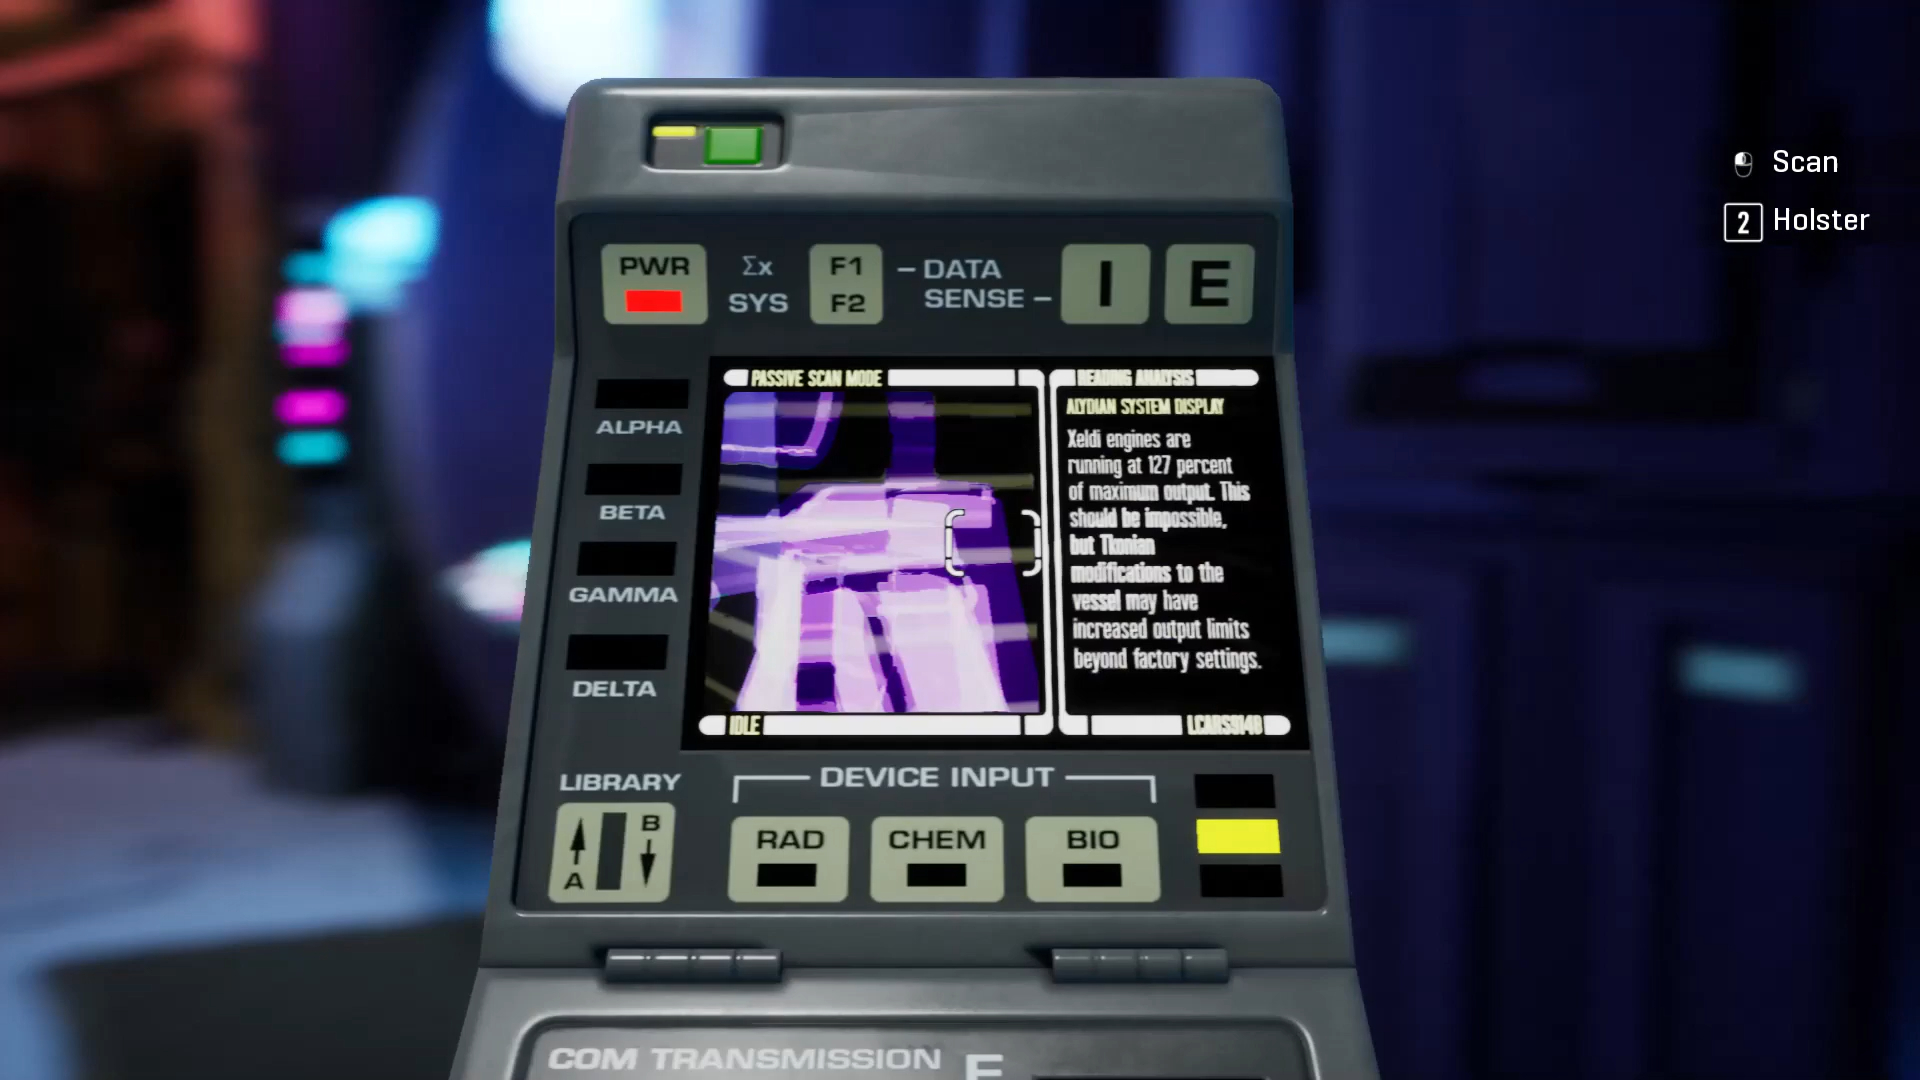 Scan
2 Holster
PWR
Σx
SYS
F1
F2
– DATA
SENSE –
I
E
PASSIVE SCAN MODE
READING ANALYSIS
ALYDIAN SYSTEM DISPLAY
Xeldi engines are
running at 127 percent
of maximum output. This
should be impossible,
but Tkonian
modifications to the
vessel may have
increased output limits
beyond factory settings.
IDLE
ALPHA
BETA
GAMMA
DELTA
LIBRARY
B
A
DEVICE INPUT
RAD
CHEM
BIO
COM TRANSMISSION